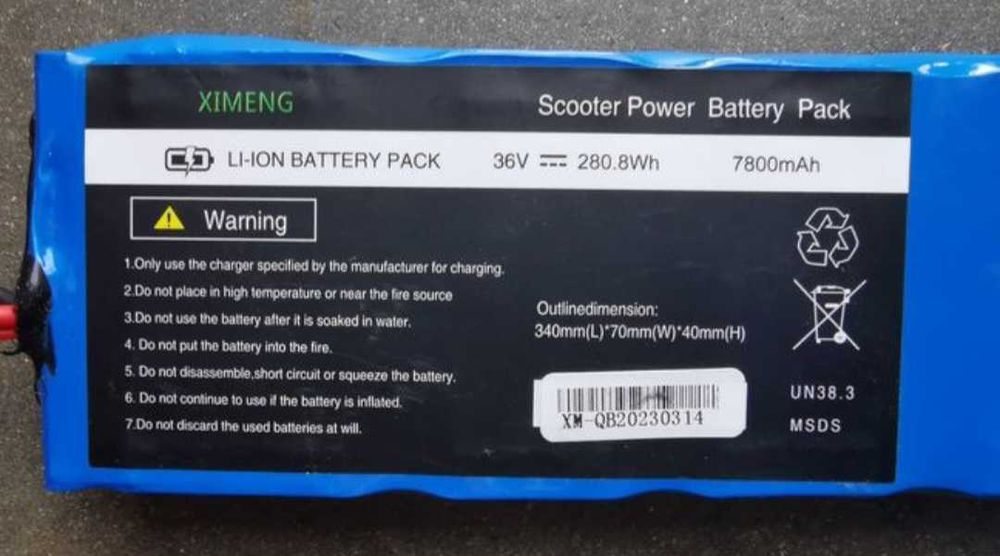 XIMENG
Scooter Power Battery Pack
LI-ION BATTERY PACK 36V 280.8Wh 7800mAh
Warning
1.Only use the charger specified by the manufacturer for charging.
2.Do not place in high temperature or near the fire source
3.Do not use the battery after it is soaked in water.
4. Do not put the battery into the fire.
5. Do not disassemble,short circuit or squeeze the battery.
6. Do not continue to use if the battery is inflated.
7.Do not discard the used batteries at will.
Outlinedimension:
340mm(L)*70mm(W)*40mm(H)
XM-QB20230314
UN38.3
MSDS